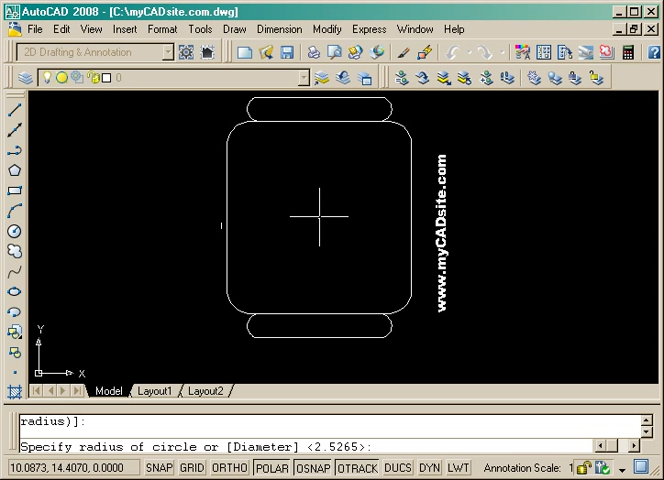 AutoCAD 2008 - [C:\myCADsite.com.dwg]
File Edit View Insert Format Tools Draw Dimension Modify Express Window Help
2D Drafting & Annotation
0
www.myCADsite.com
Y
X
Model Layout1 Layout2
radius)]:
Specify radius of circle or [Diameter] <2.5265>:
10.0873, 14.4070, 0.0000 SNAP GRID ORTHO POLAR OSNAP OTRACK DUCS DYN LWT Annotation Scale: 1